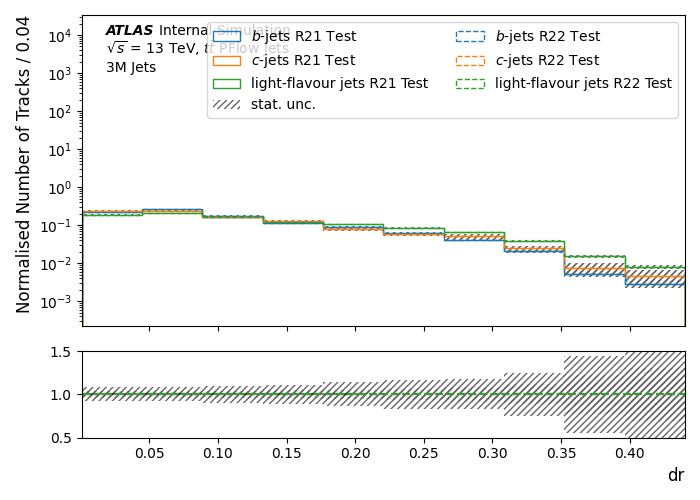 ATLAS Internal Simulation
√s = 13 TeV, tt PFlow jets
3M Jets
b-jets R21 Test
c-jets R21 Test
light-flavour jets R21 Test
stat. unc.
b-jets R22 Test
c-jets R22 Test
light-flavour jets R22 Test
Normalised Number of Tracks / 0.04
10⁴
10³
10²
10¹
10⁰
10⁻¹
10⁻²
10⁻³
1.5
1.0
0.5
0.05 0.10 0.15 0.20 0.25 0.30 0.35 0.40
dr